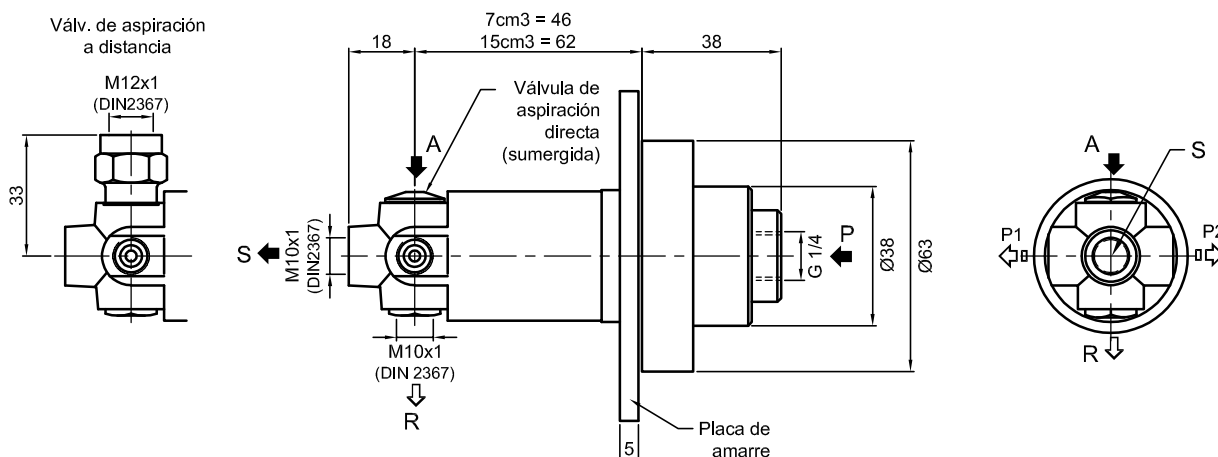 Válv. de aspiración
a distancia
M12x1
(DIN2367)
33
18
7cm3 = 46
15cm3 = 62
38
Válvula de
aspiración
directa
(sumergida)
A
S
M10x1
(DIN2367)
M10x1
(DIN 2367)
R
P
G 1/4
Ø38
Ø63
5
Placa de
amarre
A
S
P1
P2
R